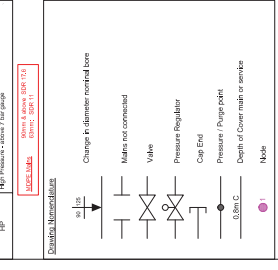 HP
High Pressure - above 7 bar gauge
MDPE Mains
90mm & above: SDR 17.6
63mm: SDR 11
Drawing Nomenclature
90 125
Change in diameter nominal bore
Mains not connected
Valve
Pressure Regulator
Cap End
Pressure / Purge point
0.8m C
Depth of Cover main or service
1
Node